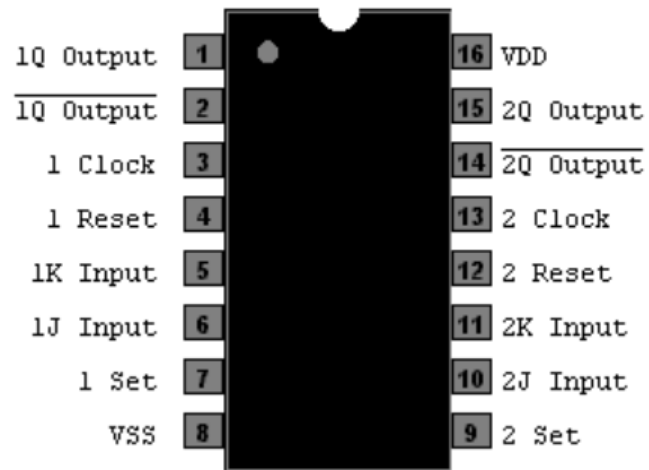 1Q Output 1 16 VDD
1Q Output 2 15 2Q Output
1 Clock 3 14 2Q Output
1 Reset 4 13 2 Clock
1K Input 5 12 2 Reset
1J Input 6 11 2K Input
1 Set 7 10 2J Input
VSS 8 9 2 Set